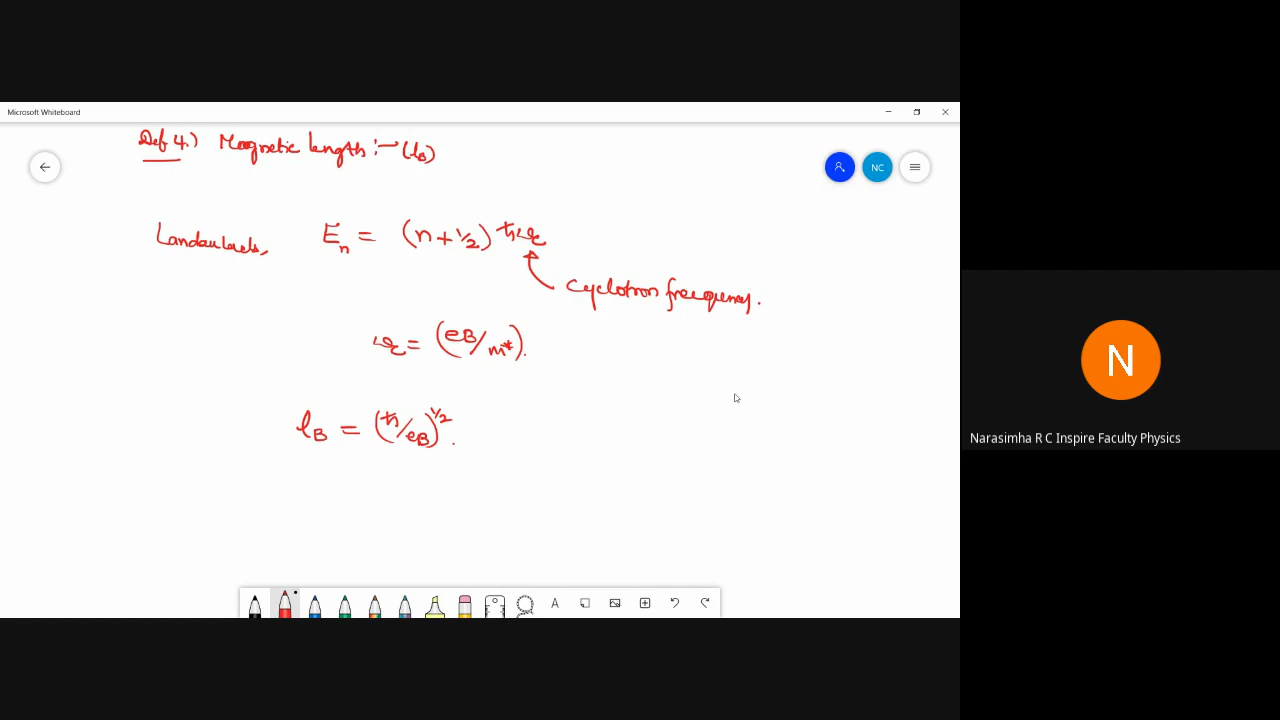 Microsoft Whiteboard
Def 4.) Magnetic length :- (l_B)
NC
Landau levels, E_n = (n + 1/2) ħω_c
cyclotron frequency.
ω_c = (eB/m*).
l_B = (ħ/eB)^1/2.
N
Narasimha R C Inspire Faculty Physics
A